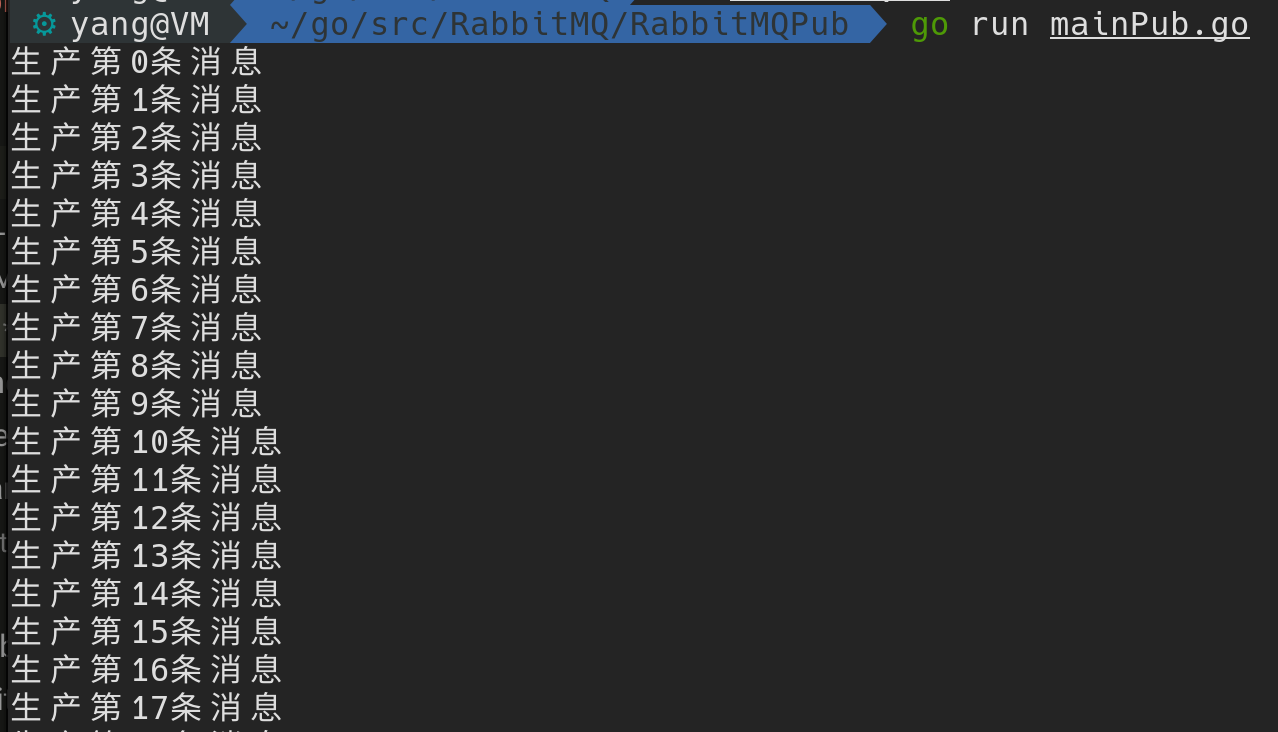 yang@VM ~/go/src/RabbitMQ/RabbitMQPub go run mainPub.go
生产第0条消息
生产第1条消息
生产第2条消息
生产第3条消息
生产第4条消息
生产第5条消息
生产第6条消息
生产第7条消息
生产第8条消息
生产第9条消息
生产第10条消息
生产第11条消息
生产第12条消息
生产第13条消息
生产第14条消息
生产第15条消息
生产第16条消息
生产第17条消息